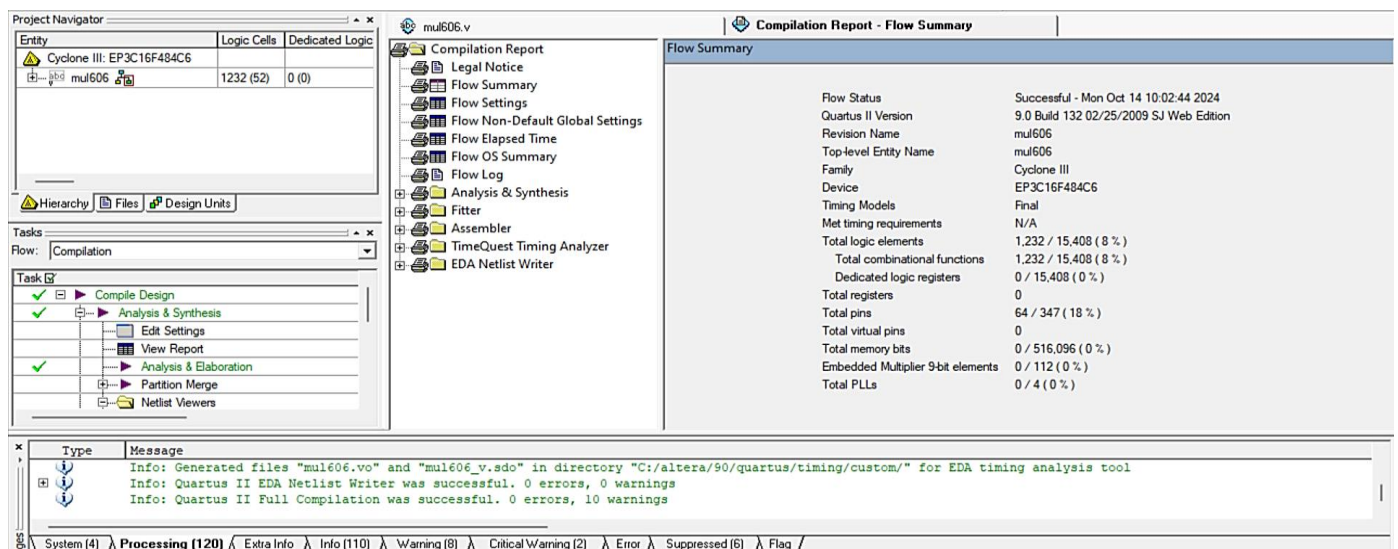 Project Navigator
Entity Logic Cells Dedicated Logic
Cyclone III: EP3C16F484C6
mul606 1232 (52) 0 (0)
Hierarchy Files Design Units
Tasks
Flow: Compilation
Task
Compile Design
Analysis & Synthesis
Edit Settings
View Report
Analysis & Elaboration
Partition Merge
Netlist Viewers
mul606.v
Compilation Report - Flow Summary
Compilation Report
Legal Notice
Flow Summary
Flow Settings
Flow Non-Default Global Settings
Flow Elapsed Time
Flow OS Summary
Flow Log
Analysis & Synthesis
Fitter
Assembler
TimeQuest Timing Analyzer
EDA Netlist Writer
Flow Summary
Flow Status Successful - Mon Oct 14 10:02:44 2024
Quartus II Version 9.0 Build 132 02/25/2009 SJ Web Edition
Revision Name mul606
Top-level Entity Name mul606
Family Cyclone III
Device EP3C16F484C6
Timing Models Final
Met timing requirements N/A
Total logic elements 1,232 / 15,408 ( 8 % )
Total combinational functions 1,232 / 15,408 ( 8 % )
Dedicated logic registers 0 / 15,408 ( 0 % )
Total registers 0
Total pins 64 / 347 ( 18 % )
Total virtual pins 0
Total memory bits 0 / 516,096 ( 0 % )
Embedded Multiplier 9-bit elements 0 / 112 ( 0 % )
Total PLLs 0 / 4 ( 0 % )
Type Message
Info: Generated files "mul606.vo" and "mul606_v.sdo" in directory "C:/altera/90/quartus/timing/custom/" for EDA timing analysis tool
Info: Quartus II EDA Netlist Writer was successful. 0 errors, 0 warnings
Info: Quartus II Full Compilation was successful. 0 errors, 10 warnings
System (4) Processing (120) Extra Info Info (110) Warning (8) Critical Warning (2) Error Suppressed (6) Flag